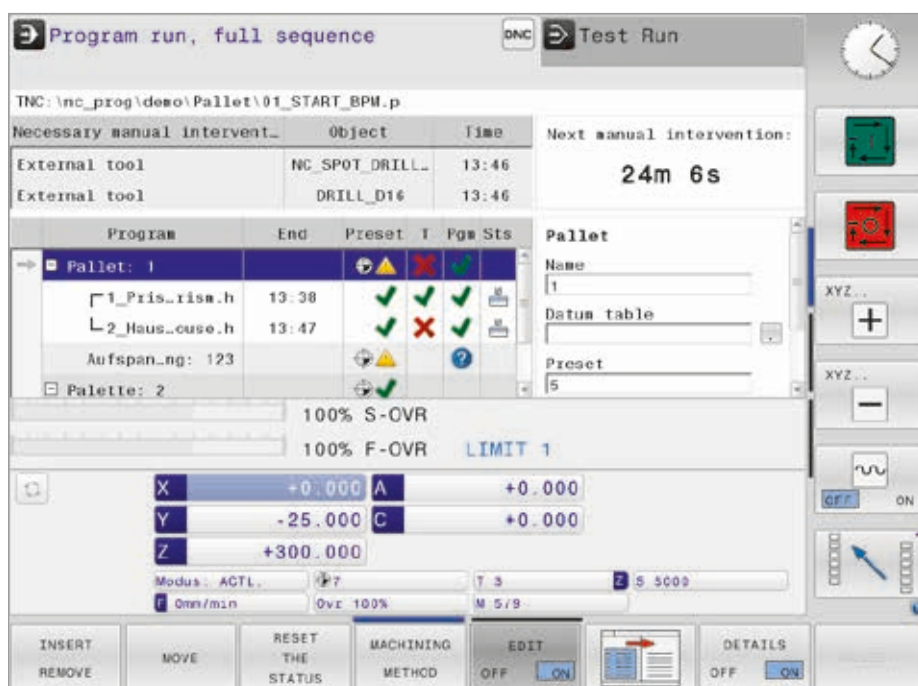 Program run, full sequence
DNC
Test Run
TNC:\nc_prog\demo\Pallet\01_START_BPM.p
Necessary manual intervent… Object Time
External tool NC_SPOT_DRILL… 13:46
External tool DRILL_D16 13:46
Next manual intervention:
24m 6s
Program End Preset T Pgm Sts
Pallet: 1
1_Pris…rism.h 13:38
2_Haus…cuse.h 13:47
Aufspan…ng: 123
Palette: 2
Pallet
Name
1
Datum table
Preset
5
100% S-OVR
100% F-OVR LIMIT 1
X +0.000 A +0.000
Y -25.000 C +0.000
Z +300.000
Modus: ACTL. 7 T 3 Z S 5000
F 0mm/min Ovr 100% M 5/9
XYZ..
+
XYZ..
-
OFF ON
INSERT
REMOVE
MOVE
RESET
THE
STATUS
MACHINING
METHOD
EDIT
OFF ON
DETAILS
OFF ON